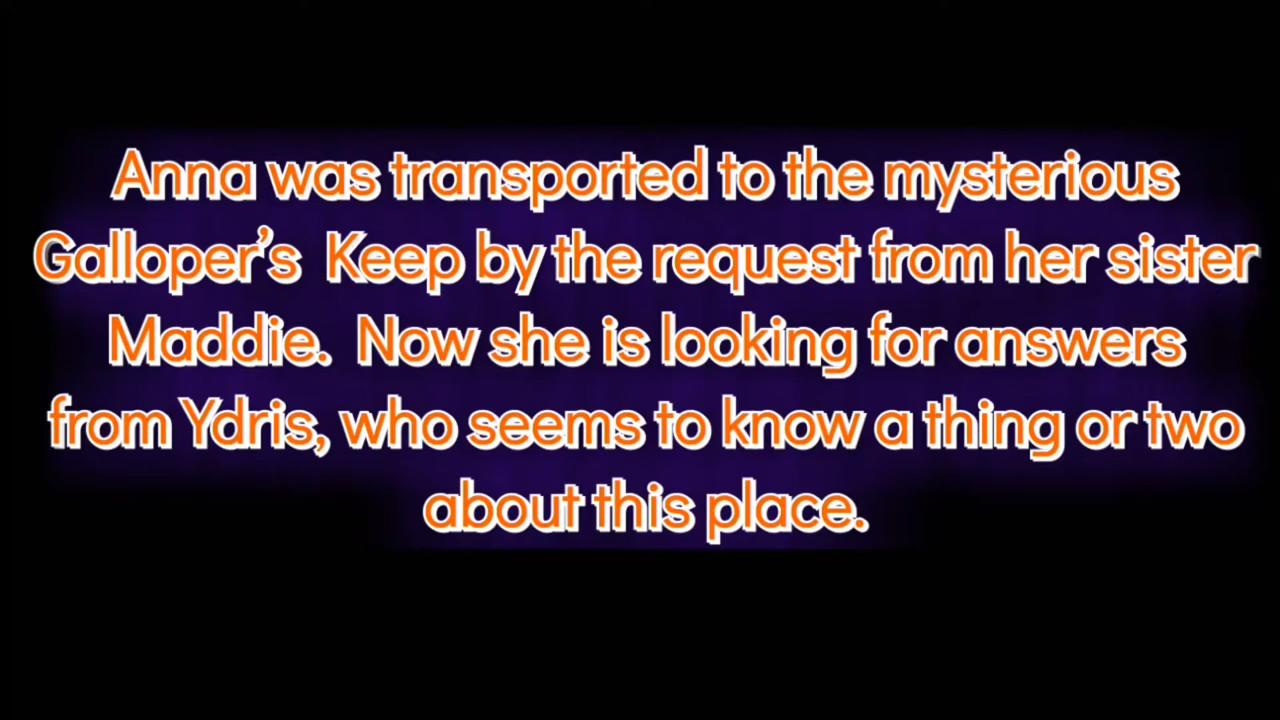 Anna was transported to the mysterious
Galloper’s  Keep by the request from her sister
Maddie.  Now she is looking for answers
from Ydris, who seems to know a thing or two
about this place.